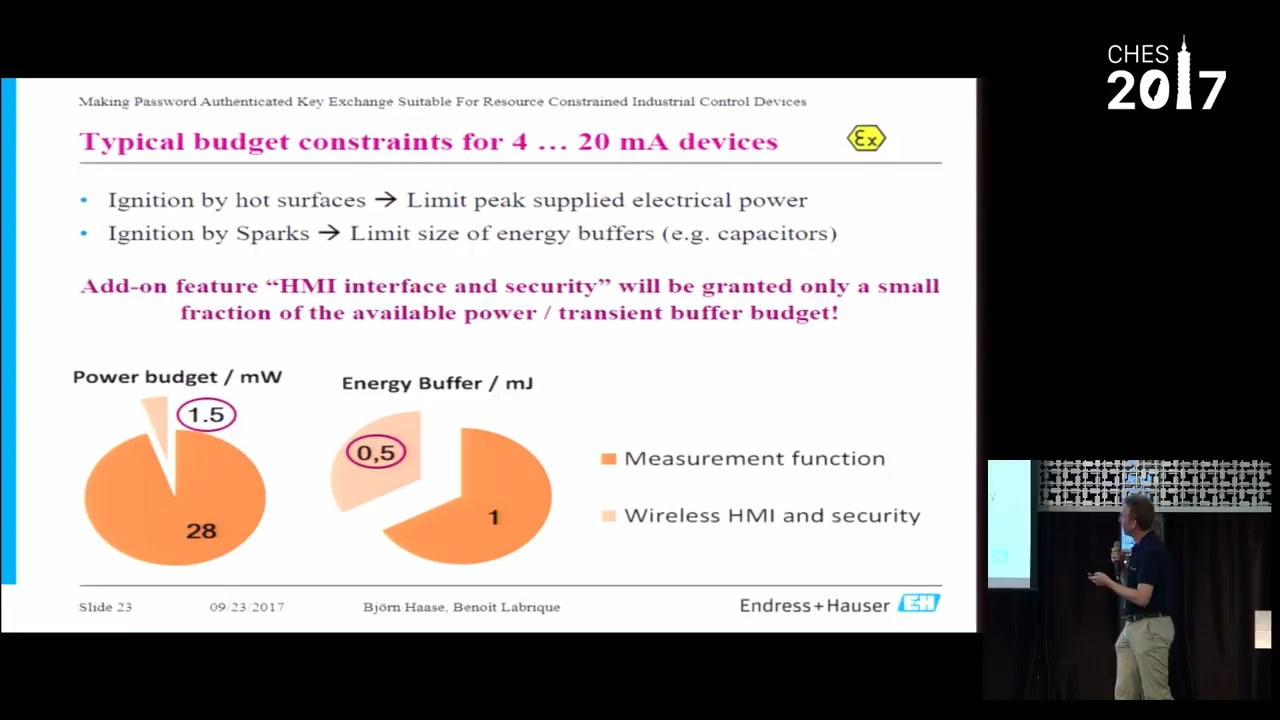 CHES
2017
Making Password Authenticated Key Exchange Suitable For Resource Constrained Industrial Control Devices
Typical budget constraints for 4 … 20 mA devices
Ex
• Ignition by hot surfaces → Limit peak supplied electrical power
• Ignition by Sparks → Limit size of energy buffers (e.g. capacitors)
Add-on feature “HMI interface and security” will be granted only a small
fraction of the available power / transient buffer budget!
Power budget / mW
1.5
28
Energy Buffer / mJ
0,5
1
Measurement function
Wireless HMI and security
Slide 23
09/23/2017
Björn Haase, Benoît Labrique
Endress+Hauser
EH